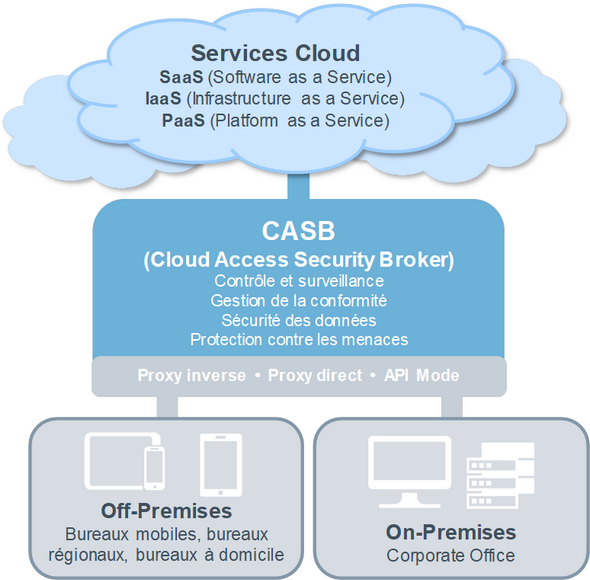 Services Cloud
SaaS (Software as a Service)
IaaS (Infrastructure as a Service)
PaaS (Platform as a Service)
CASB
(Cloud Access Security Broker)
Contrôle et surveillance
Gestion de la conformité
Sécurité des données
Protection contre les menaces
Proxy inverse • Proxy direct • API Mode
Off-Premises
Bureaux mobiles, bureaux
régionaux, bureaux à domicile
On-Premises
Corporate Office